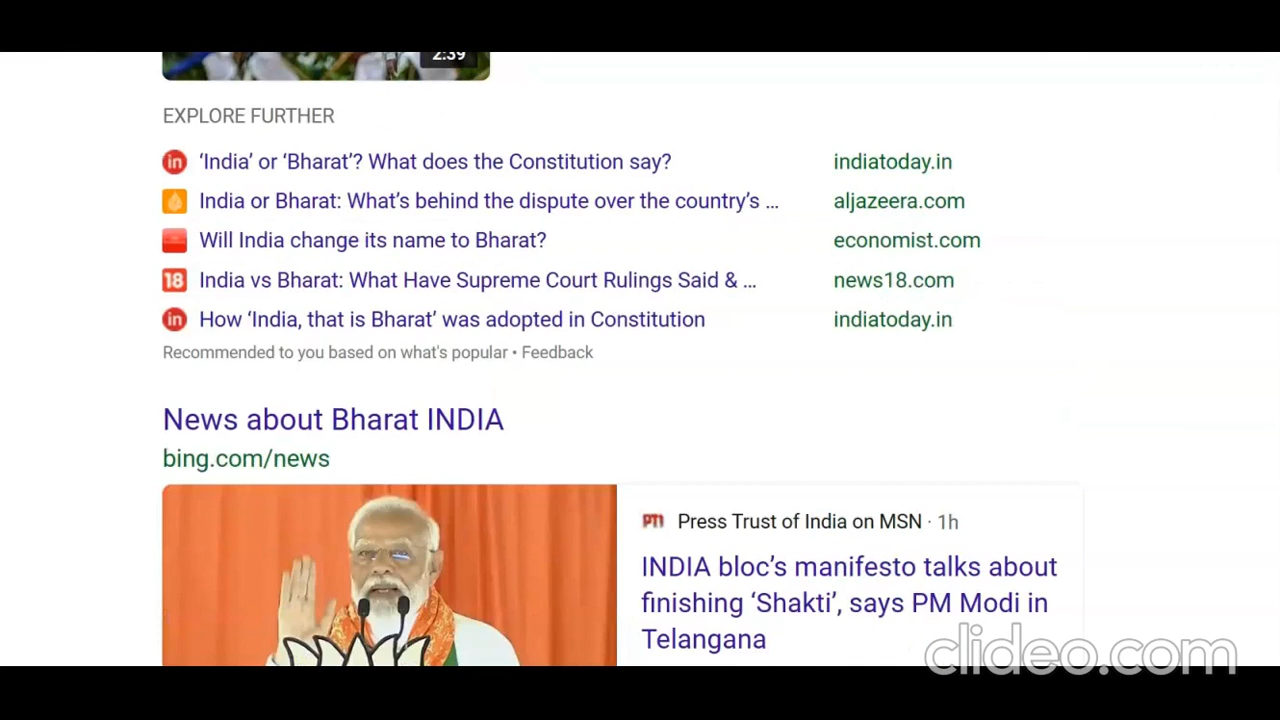 2:39
EXPLORE FURTHER
in ‘India’ or ‘Bharat’? What does the Constitution say? indiatoday.in
India or Bharat: What’s behind the dispute over the country’s ... aljazeera.com
Will India change its name to Bharat? economist.com
18 India vs Bharat: What Have Supreme Court Rulings Said & ... news18.com
in How ‘India, that is Bharat’ was adopted in Constitution indiatoday.in
Recommended to you based on what's popular • Feedback
News about Bharat INDIA
bing.com/news
PTI Press Trust of India on MSN · 1h
INDIA bloc’s manifesto talks about
finishing ‘Shakti’, says PM Modi in
Telangana
clideo.com